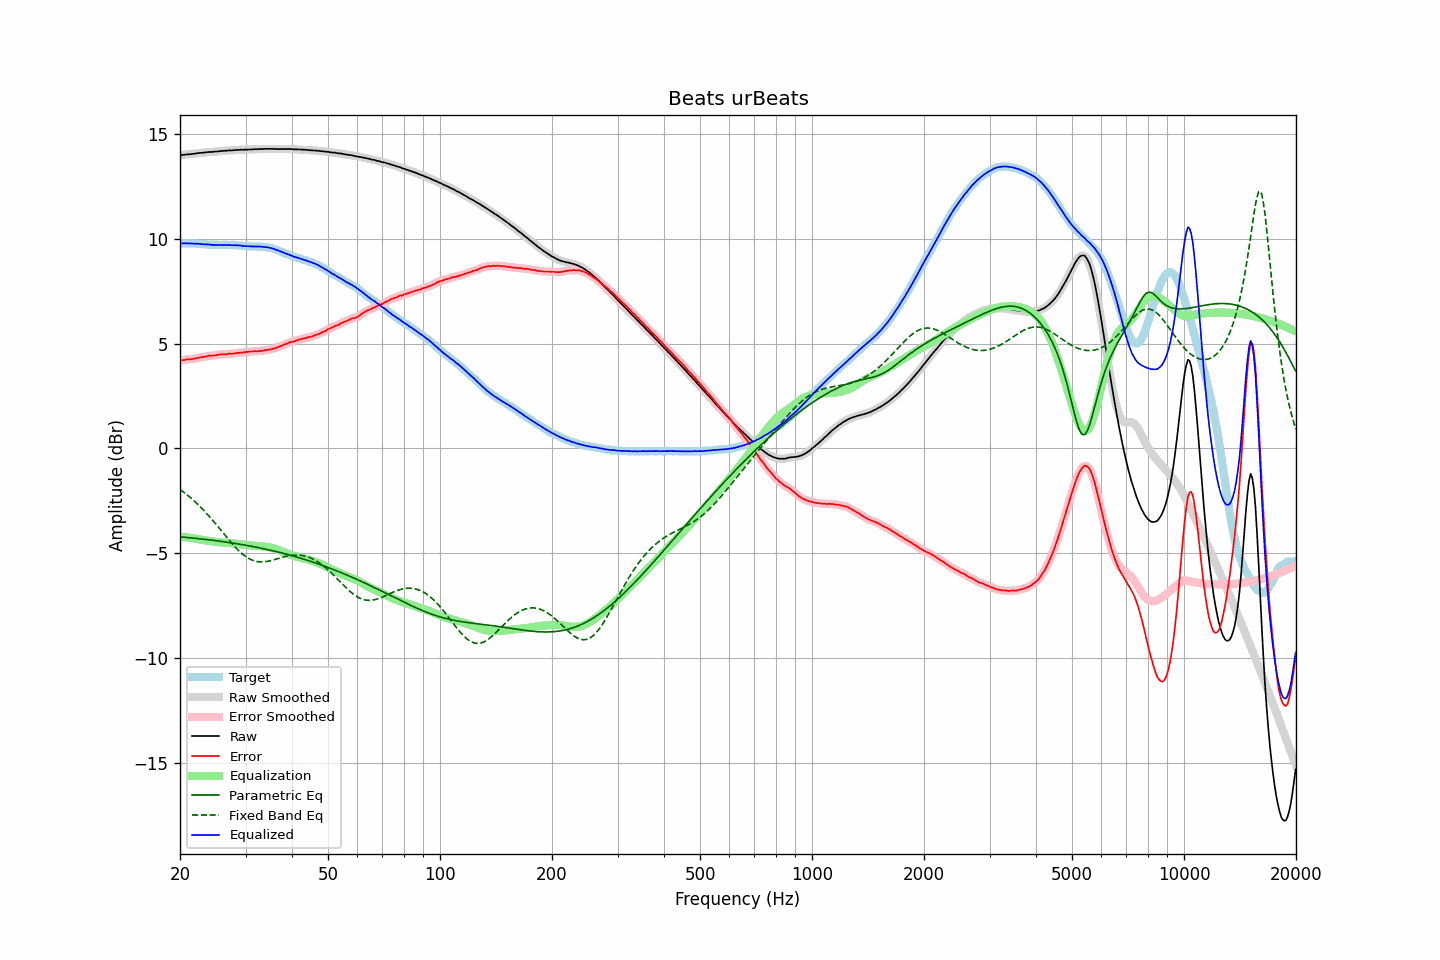 Beats urBeats
15
10
5
0
−5
−10
−15
Amplitude (dBr)
Target
Raw Smoothed
Error Smoothed
Raw
Error
Equalization
Parametric Eq
Fixed Band Eq
Equalized
20 50 100 200 500 1000 2000 5000 10000 20000
Frequency (Hz)